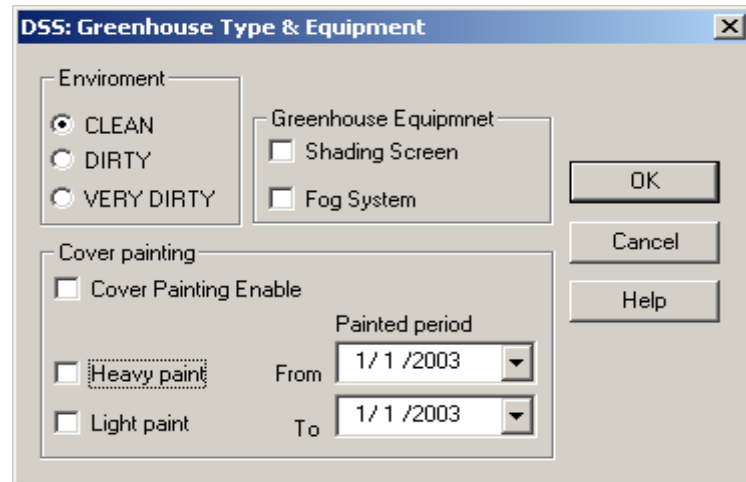 DSS: Greenhouse Type & Equipment
Enviroment
CLEAN
DIRTY
VERY DIRTY
Greenhouse Equipmnet
Shading Screen
Fog System
OK
Cancel
Help
Cover painting
Cover Painting Enable
Painted period
Heavy paint From 1/ 1 /2003
Light paint To 1/ 1 /2003